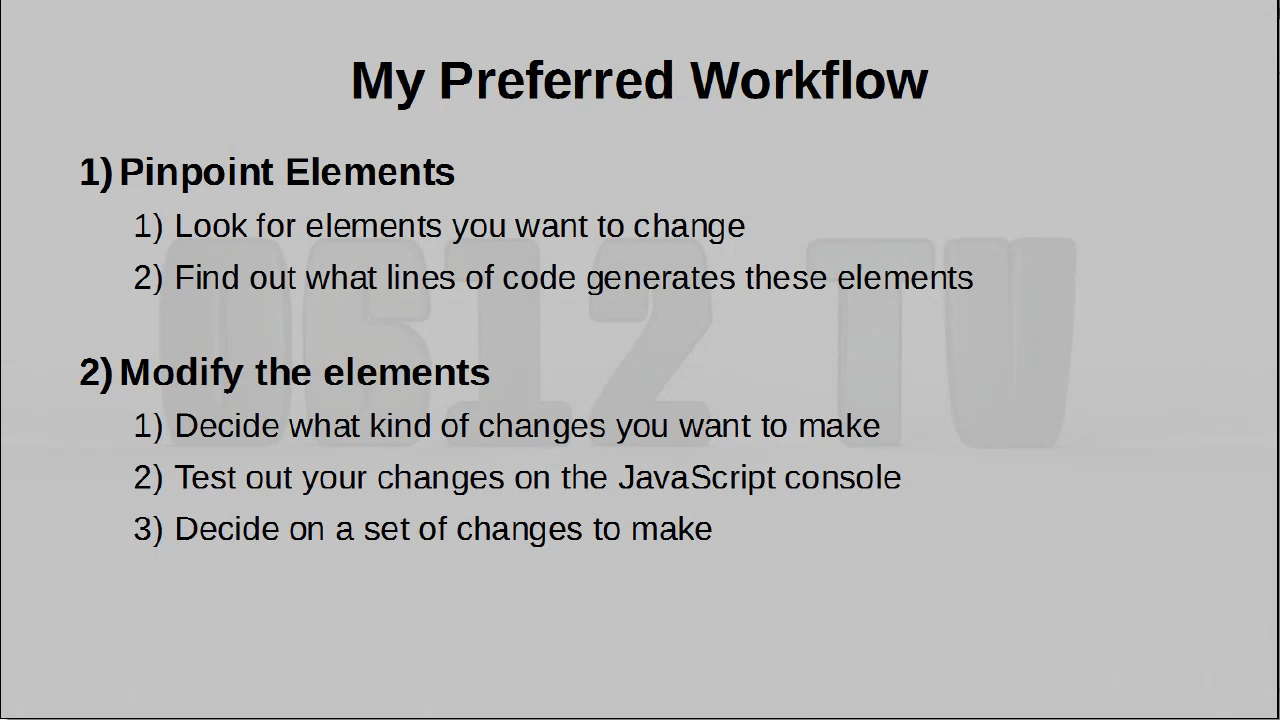 My Preferred Workflow
1) Pinpoint Elements
1) Look for elements you want to change
2) Find out what lines of code generates these elements
0612 TV
2) Modify the elements
1) Decide what kind of changes you want to make
2) Test out your changes on the JavaScript console
3) Decide on a set of changes to make